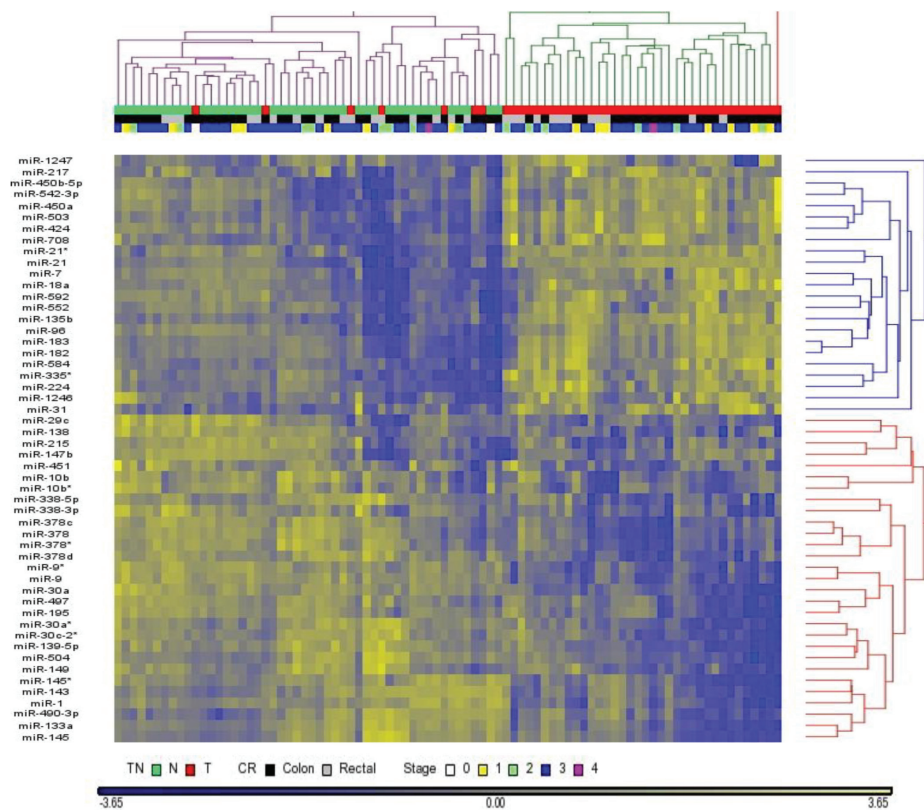 miR-1247
miR-217
miR-450b-5p
miR-542-3p
miR-450a
miR-503
miR-424
miR-708
miR-21*
miR-21
miR-7
miR-18a
miR-592
miR-552
miR-135b
miR-96
miR-183
miR-182
miR-584
miR-335*
miR-224
miR-1246
miR-31
miR-29c
miR-138
miR-215
miR-147b
miR-451
miR-10b
miR-10b*
miR-338-5p
miR-338-3p
miR-378c
miR-378
miR-378*
miR-378d
miR-9*
miR-9
miR-30a
miR-497
miR-195
miR-30a*
miR-30c-2*
miR-139-5p
miR-504
miR-149
miR-145*
miR-143
miR-1
miR-490-3p
miR-133a
miR-145
TN N T CR Colon Rectal Stage 0 1 2 3 4
-3.65 0.00 3.65